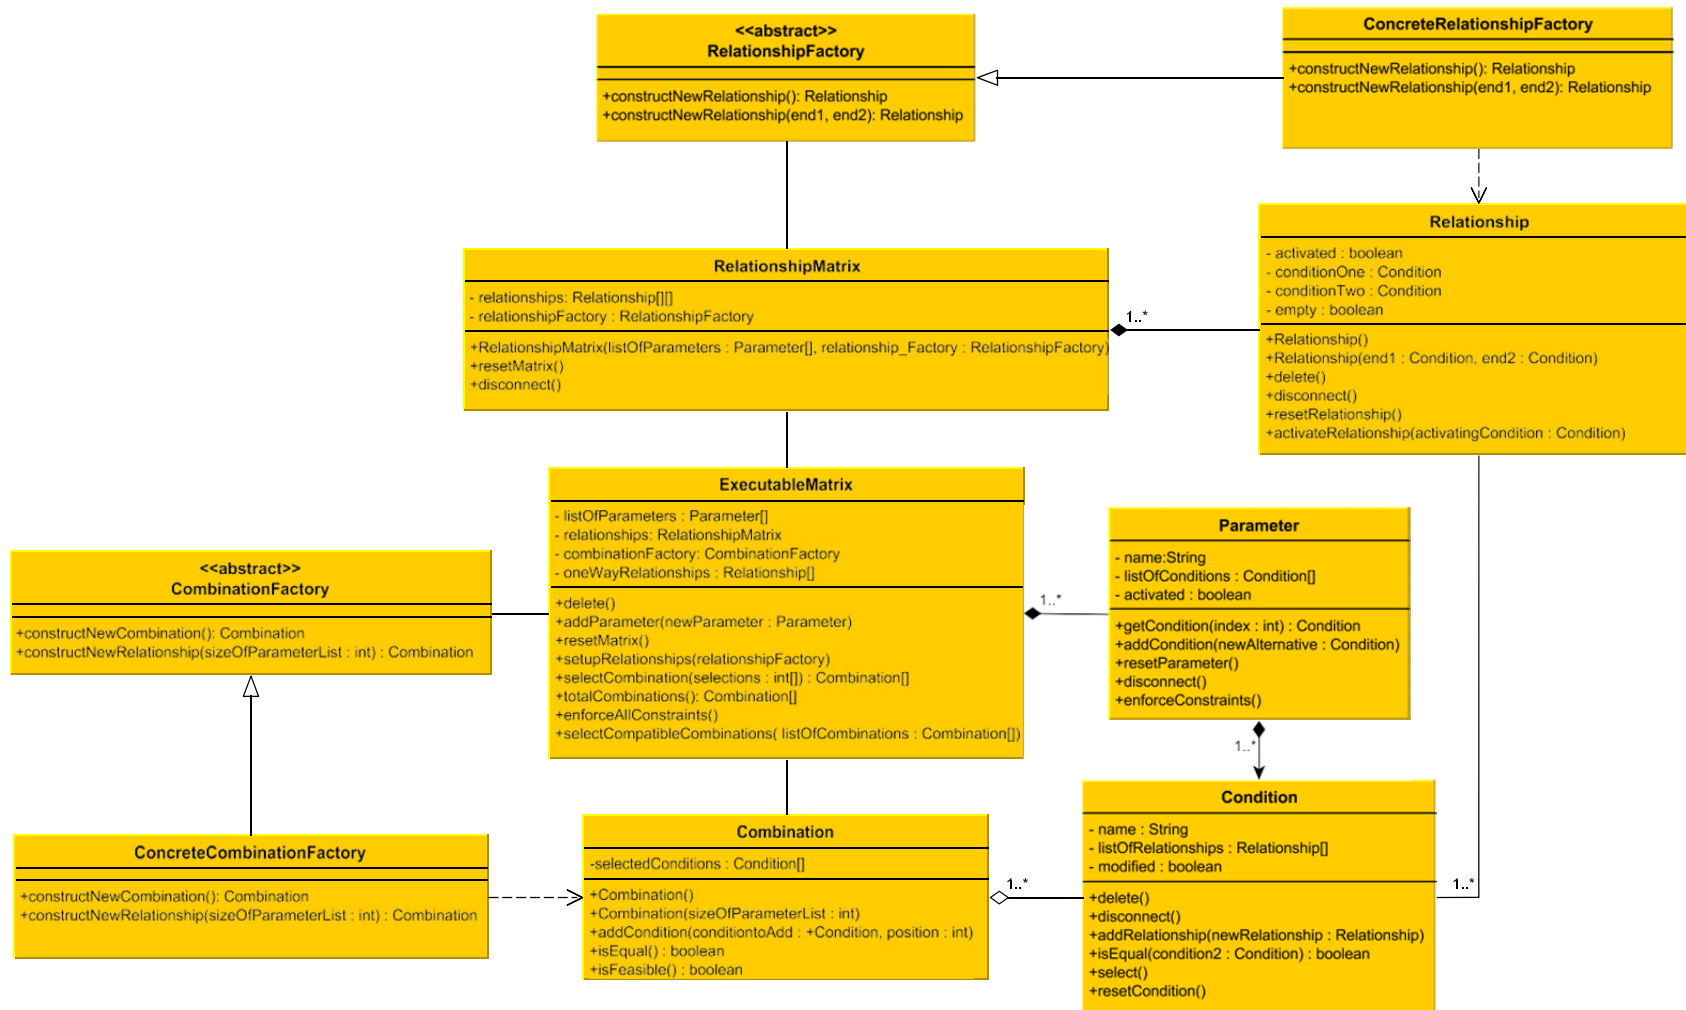 <<abstract>>
RelationshipFactory
+constructNewRelationship(): Relationship
+constructNewRelationship(end1, end2): Relationship
ConcreteRelationshipFactory
+constructNewRelationship(): Relationship
+constructNewRelationship(end1, end2): Relationship
Relationship
- activated : boolean
- conditionOne : Condition
- conditionTwo : Condition
- empty : boolean
+Relationship()
+Relationship(end1 : Condition, end2 : Condition)
+delete()
+disconnect()
+resetRelationship()
+activateRelationship(activatingCondition : Condition)
RelationshipMatrix
- relationships: Relationship[][]
- relationshipFactory : RelationshipFactory
+RelationshipMatrix(listOfParameters : Parameter[], relationship_Factory : RelationshipFactory)
+resetMatrix()
+disconnect()
1..*
ExecutableMatrix
- listOfParameters : Parameter[]
- relationships: RelationshipMatrix
- combinationFactory: CombinationFactory
- oneWayRelationships : Relationship[]
+delete()
+addParameter(newParameter : Parameter)
+resetMatrix()
+setupRelationships(relationshipFactory)
+selectCombination(selections : int[]) : Combination[]
+totalCombinations(): Combination[]
+enforceAllConstraints()
+selectCompatibleCombinations( listOfCombinations : Combination[])
1..*
Parameter
- name:String
- listOfConditions : Condition[]
- activated : boolean
+getCondition(index : int) : Condition
+addCondition(newAlternative : Condition)
+resetParameter()
+disconnect()
+enforceConstraints()
1..*
<<abstract>>
CombinationFactory
+constructNewCombination(): Combination
+constructNewRelationship(sizeOfParameterList : int) : Combination
ConcreteCombinationFactory
+constructNewCombination(): Combination
+constructNewRelationship(sizeOfParameterList : int) : Combination
Combination
-selectedConditions : Condition[]
+Combination()
+Combination(sizeOfParameterList : int)
+addCondition(conditiontoAdd : +Condition, position : int)
+isEqual() : boolean
+isFeasible() : boolean
1..*
Condition
- name : String
- listOfRelationships : Relationship[]
- modified : boolean
+delete()
+disconnect()
+addRelationship(newRelationship : Relationship)
+isEqual(condition2 : Condition) : boolean
+select()
+resetCondition()
1..*